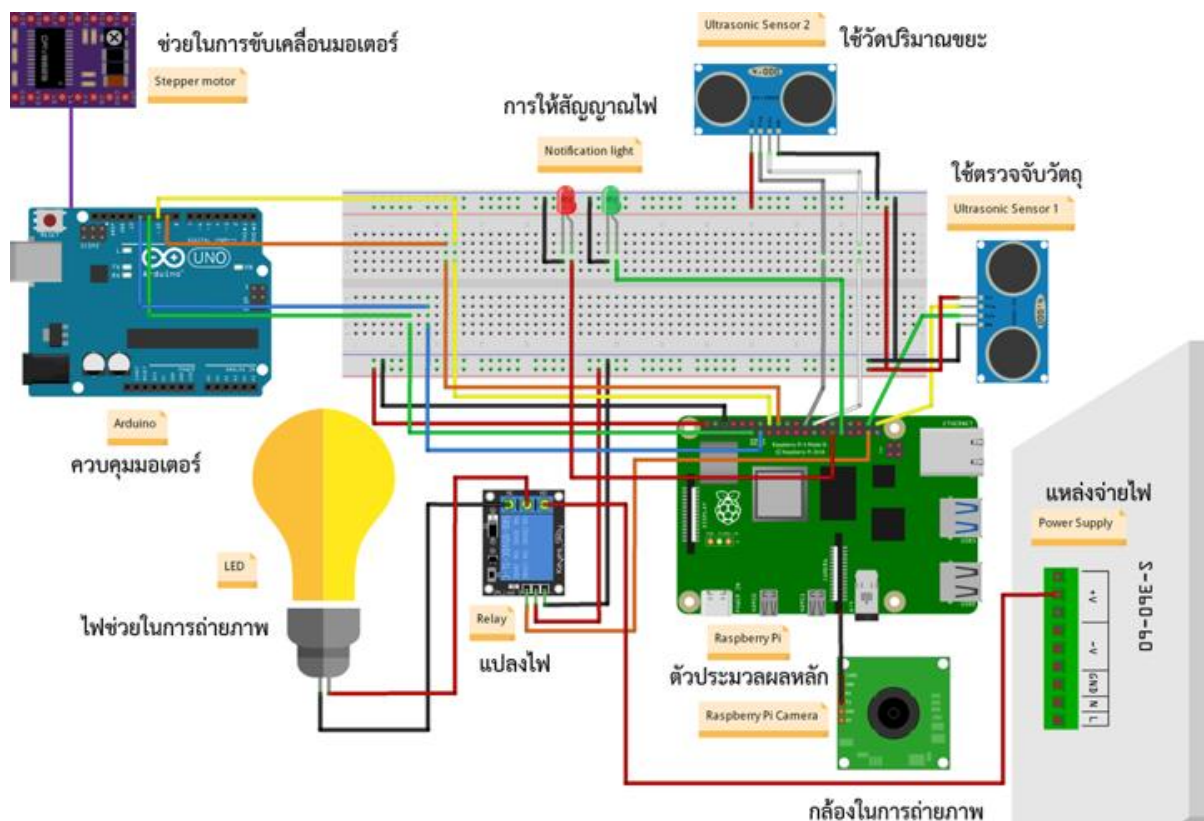 ช่วยในการขับเคลื่อนมอเตอร์
Stepper motor
Ultrasonic Sensor 2
ใช้วัดปริมาณขยะ
การให้สัญญาณไฟ
Notification light
ใช้ตรวจจับวัตถุ
Ultrasonic Sensor 1
UNO
Arduino
ควบคุมมอเตอร์
LED
ไฟช่วยในการถ่ายภาพ
Relay
แปลงไฟ
Raspberry Pi
ตัวประมวลผลหลัก
Raspberry Pi Camera
กล้องในการถ่ายภาพ
แหล่งจ่ายไฟ
Power Supply
+V
-V
GND
N
L